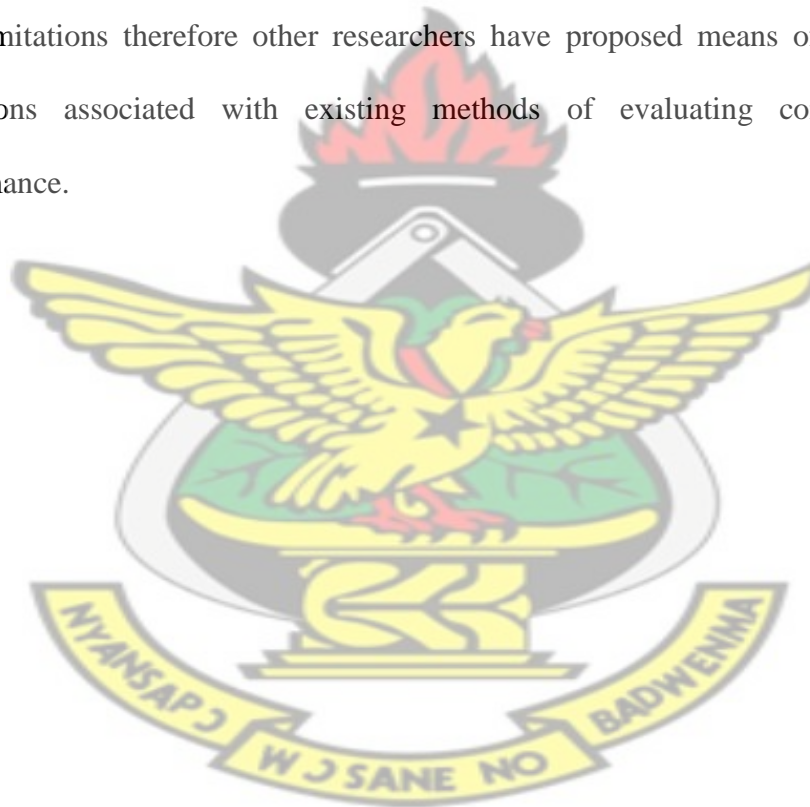 mitations therefore other researchers have proposed means o
ons associated with existing methods of evaluating co
nance.
NYANSAPƆ
WƆSANE NO
BADWENMA